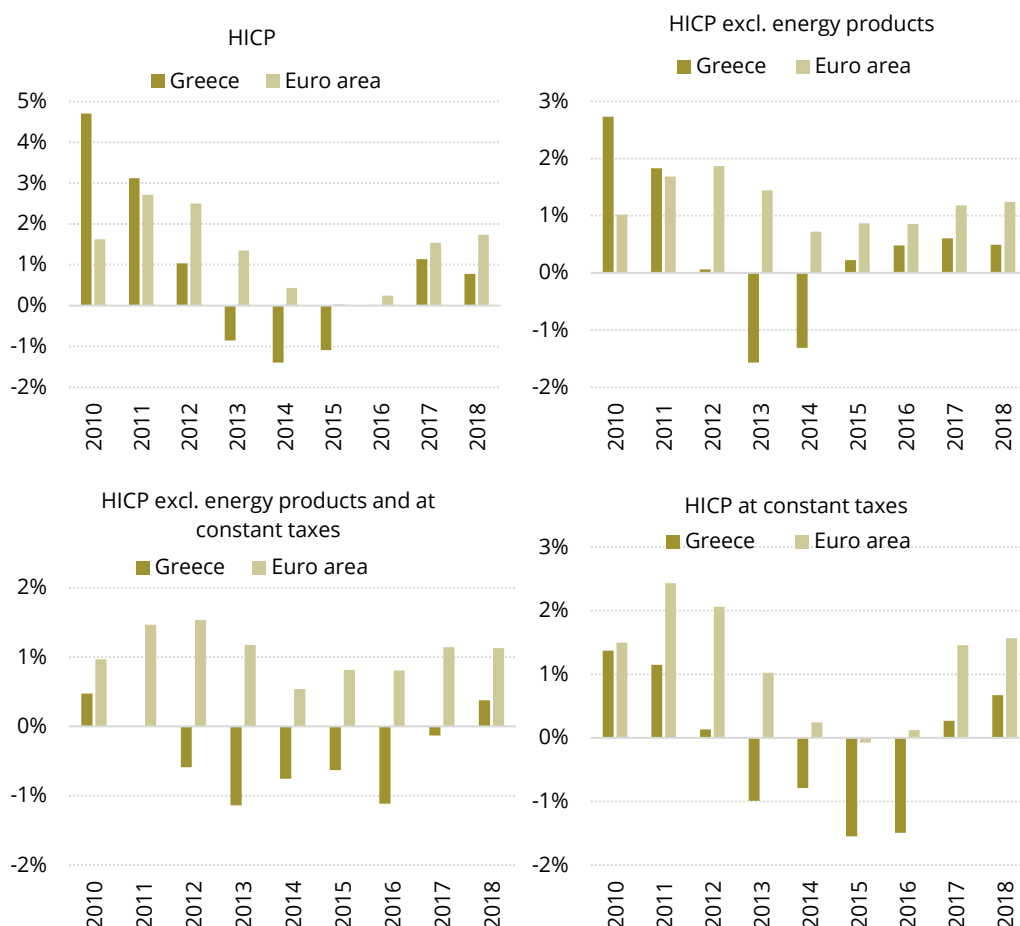 HICP
Greece Euro area
5%
4%
3%
2%
1%
0%
-1%
-2%
2010 2011 2012 2013 2014 2015 2016 2017 2018
HICP excl. energy products
Greece Euro area
3%
2%
1%
0%
-1%
-2%
2010 2011 2012 2013 2014 2015 2016 2017 2018
HICP excl. energy products and at
constant taxes
Greece Euro area
2%
1%
0%
-1%
-2%
2010 2011 2012 2013 2014 2015 2016 2017 2018
HICP at constant taxes
Greece Euro area
3%
2%
1%
0%
-1%
-2%
2010 2011 2012 2013 2014 2015 2016 2017 2018